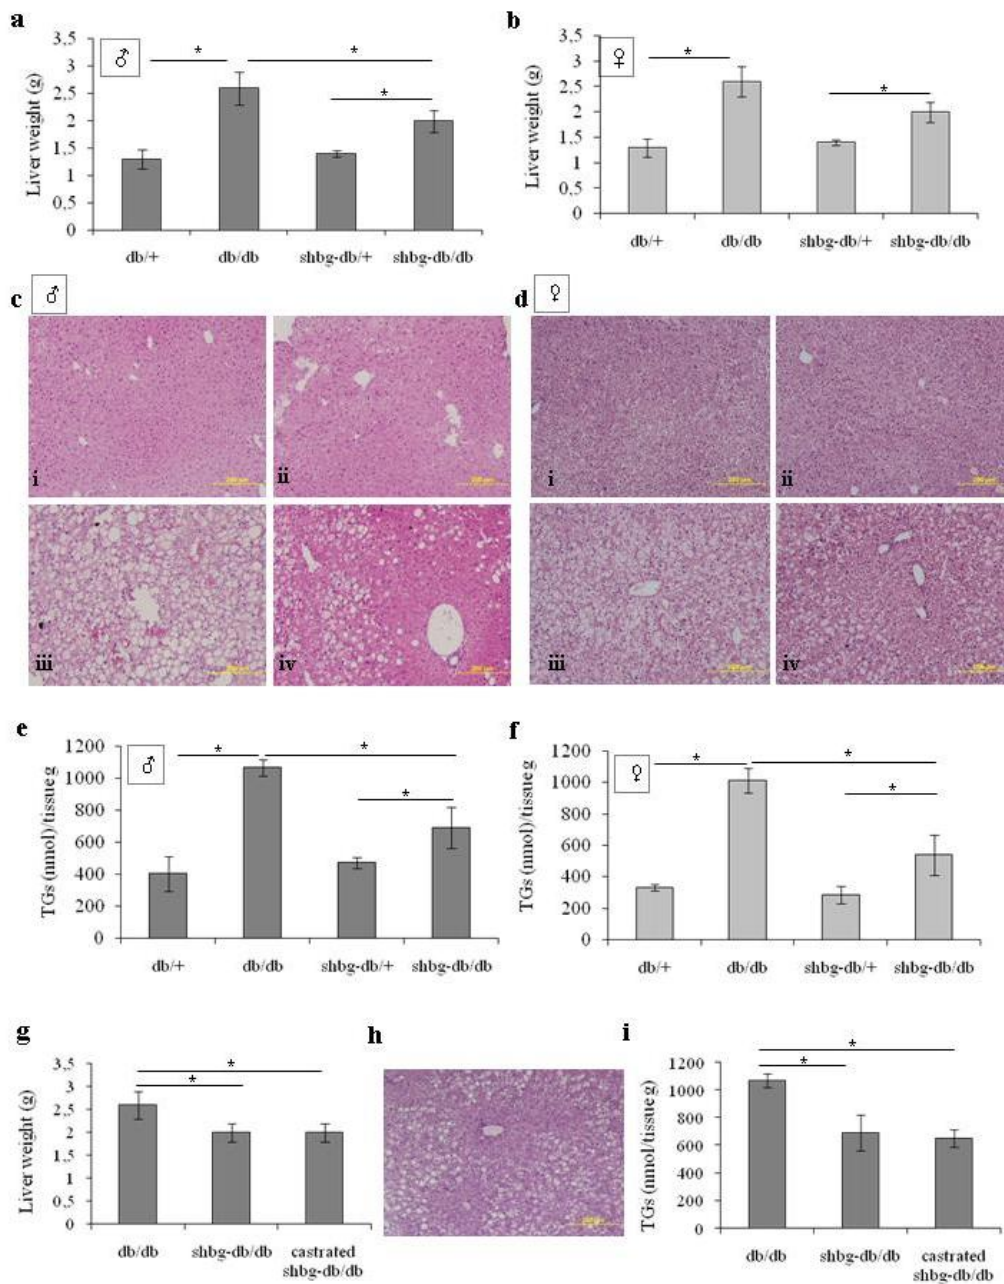 a
♂
Liver weight (g)
3,5
3
2,5
2
1,5
1
0,5
0
*
*
*
db/+
db/db
shbg-db/+
shbg-db/db
b
♀
Liver weight (g)
3,5
3
2,5
2
1,5
1
0,5
0
*
*
db/+
db/db
shbg-db/+
shbg-db/db
c
♂
i
ii
iii
iv
d
♀
i
ii
iii
iv
e
♂
TGs (nmol)/tissue g
1200
1000
800
600
400
200
0
*
*
*
db/+
db/db
shbg-db/+
shbg-db/db
f
♀
TGs (nmol)/tissue g
1200
1000
800
600
400
200
0
*
*
*
db/+
db/db
shbg-db/+
shbg-db/db
g
Liver weight (g)
3,5
3
2,5
2
1,5
1
0,5
0
*
*
db/db
shbg-db/db
castrated
shbg-db/db
h
i
TGs (nmol/tissue g)
1200
1000
800
600
400
200
0
*
*
db/db
shbg-db/db
castrated
shbg-db/db